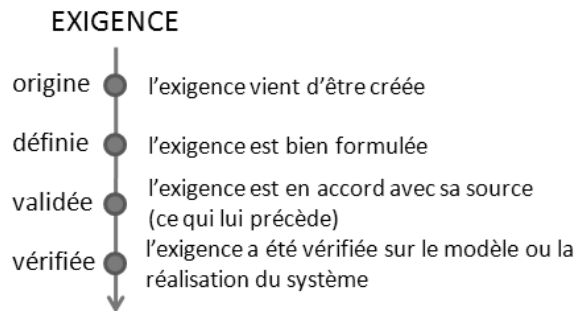 EXIGENCE
origine l'exigence vient d'être créée
définie l'exigence est bien formulée
validée l'exigence est en accord avec sa source
(ce qui lui précède)
vérifiée l'exigence a été vérifiée sur le modèle ou la
réalisation du système